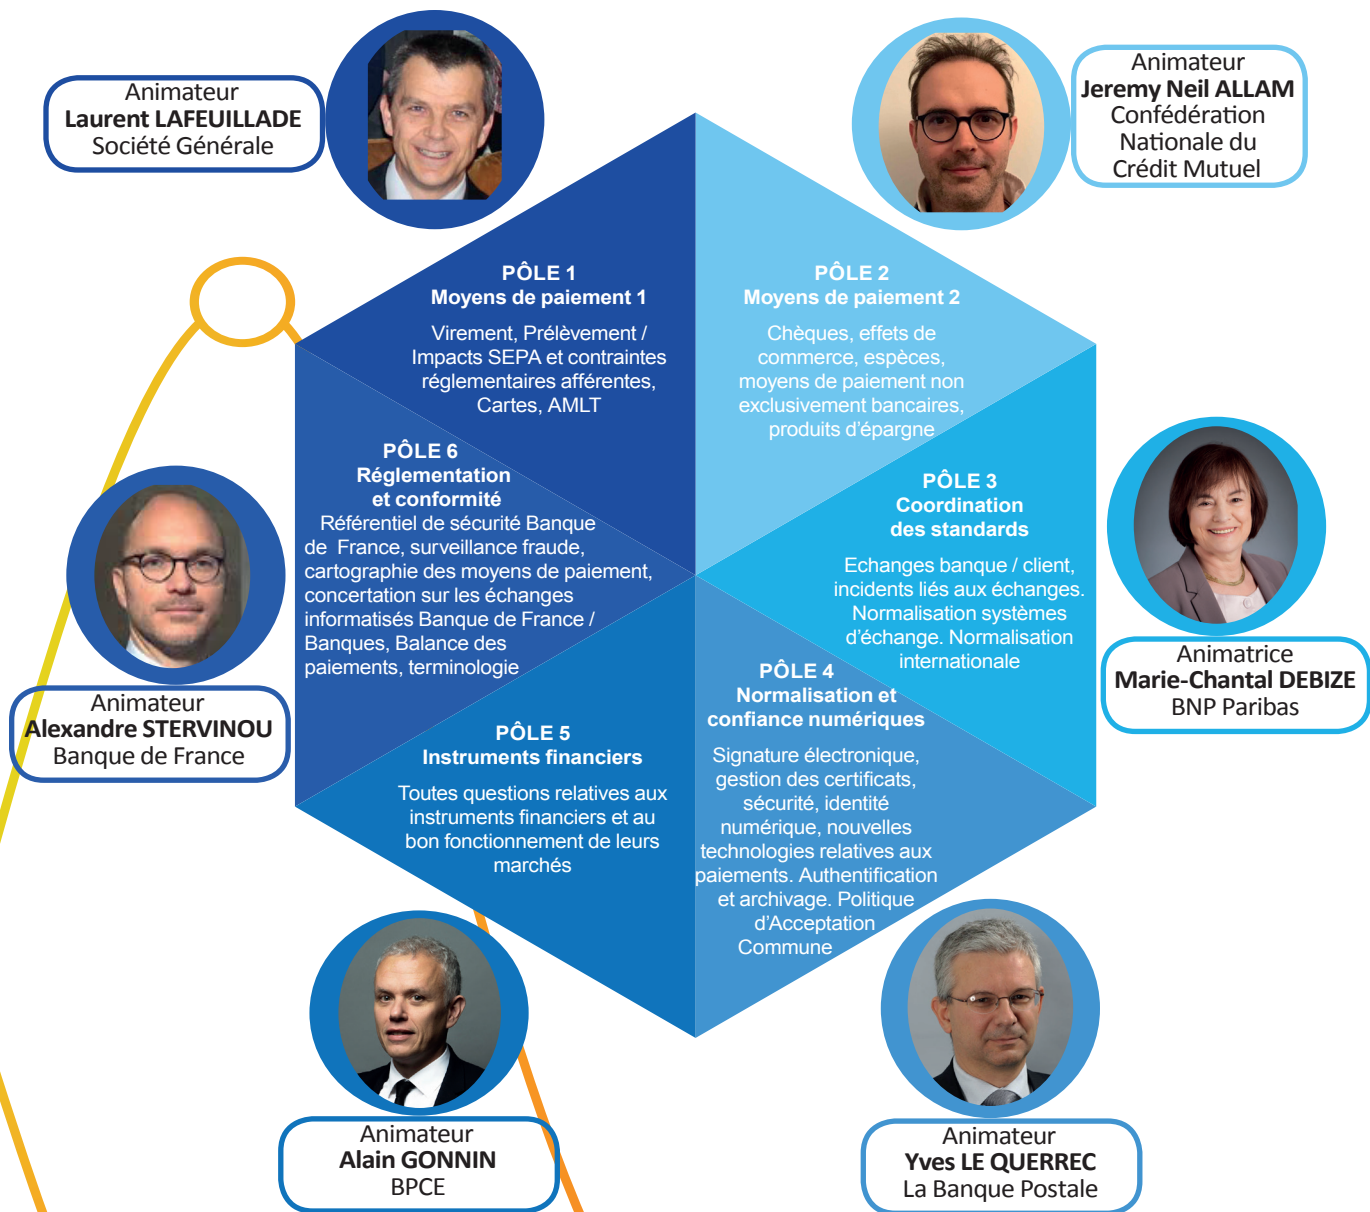 Animateur
Laurent LAFEUILLADE
Société Générale
Animateur
Jeremy Neil ALLAM
Confédération
Nationale du
Crédit Mutuel
PÔLE 1
Moyens de paiement 1
Virement, Prélèvement /
Impacts SEPA et contraintes
réglementaires afférentes,
Cartes, AMLT
PÔLE 2
Moyens de paiement 2
Chèques, effets de
commerce, espèces,
moyens de paiement non
exclusivement bancaires,
produits d'épargne
PÔLE 6
Réglementation
et conformité
Référentiel de sécurité Banque
de France, surveillance fraude,
cartographie des moyens de paiement,
concertation sur les échanges
informatisés Banque de France /
Banques, Balance des
paiements, terminologie
PÔLE 3
Coordination
des standards
Echanges banque / client,
incidents liés aux échanges.
Normalisation systèmes
d'échange. Normalisation
internationale
Animateur
Alexandre STERVINOU
Banque de France
Animatrice
Marie-Chantal DEBIZE
BNP Paribas
PÔLE 5
Instruments financiers
Toutes questions relatives aux
instruments financiers et au
bon fonctionnement de leurs
marchés
PÔLE 4
Normalisation et
confiance numériques
Signature électronique,
gestion des certificats,
sécurité, identité
numérique, nouvelles
technologies relatives aux
paiements. Authentification
et archivage. Politique
d'Acceptation
Commune
Animateur
Alain GONNIN
BPCE
Animateur
Yves LE QUERREC
La Banque Postale